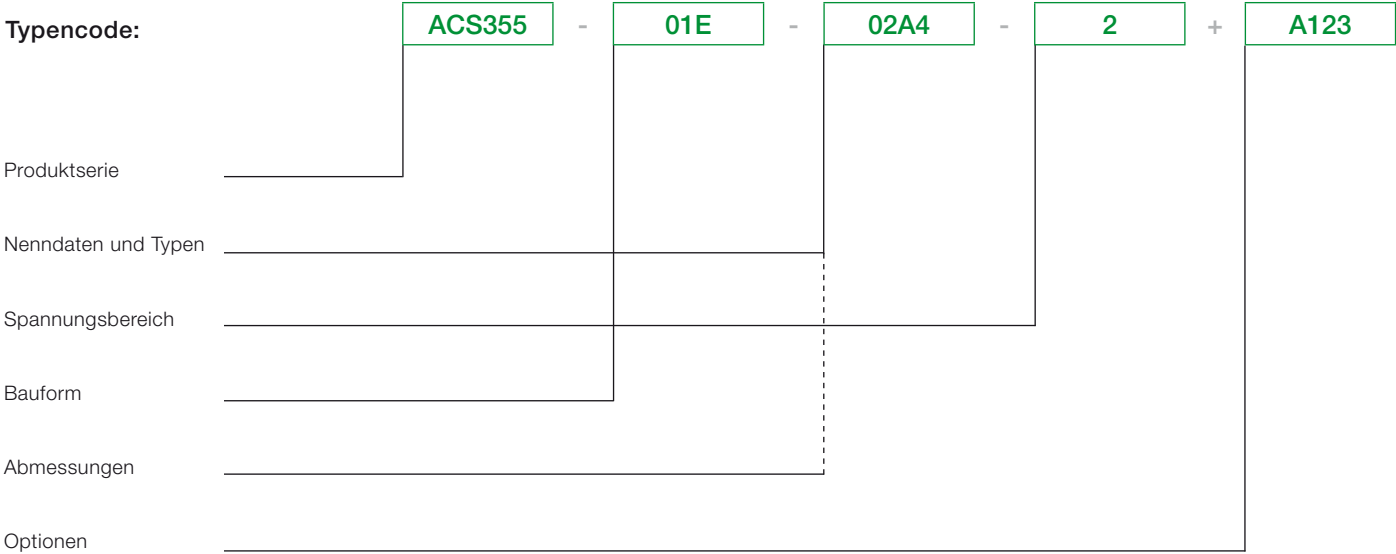 Typencode: ACS355 - 01E - 02A4 - 2 + A123
Produktserie
Nenndaten und Typen
Spannungsbereich
Bauform
Abmessungen
Optionen